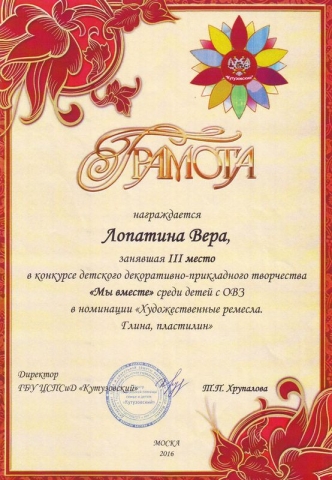 "Кутузовский"
ГРАМОТА
награждается
Лопатина Вера,
занявшая III место
в конкурсе детского декоративно-прикладного творчества
«Мы вместе» среди детей с ОВЗ
в номинации «Художественные ремесла.
Глина, пластилин»
Директор
ГБУ ЦСПСиД «Кутузовский»
Т.П. Хрупалова
"Кутузовский"
МОСКВА
2016